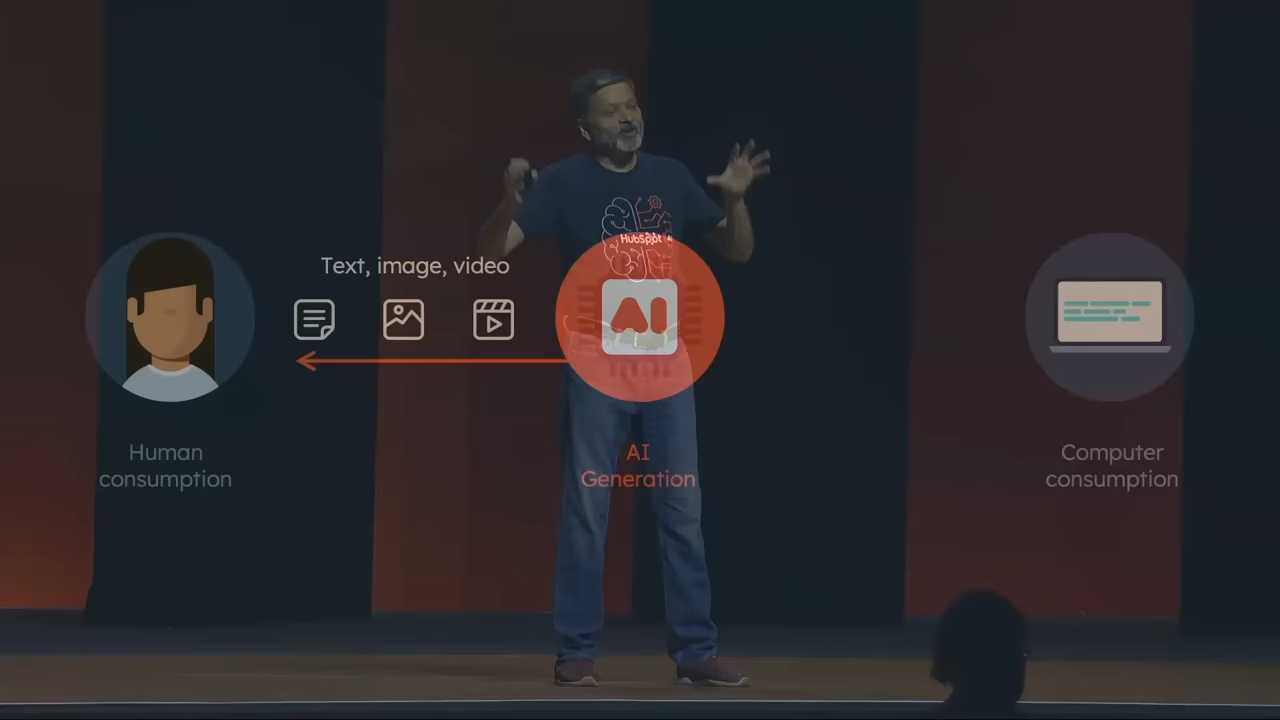 HubSpot
Text, image, video
AI
Human
consumption
AI
Generation
Computer
consumption